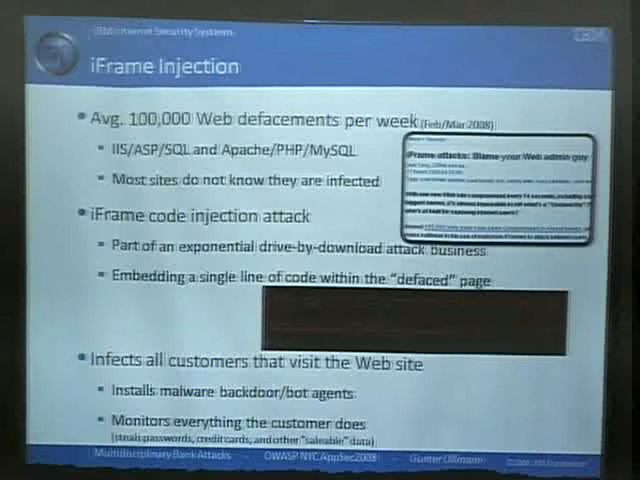 IBM Internet Security Systems
IBM
iFrame Injection
Avg. 100,000 Web defacements per week (Feb/Mar 2008)
IIS/ASP/SQL and Apache/PHP/MySQL
Most sites do not know they are infected
iFrame attacks: Blame your Web admin guy
iFrame code injection attack
Part of an exponential drive-by-download attack business
Embedding a single line of code within the "defaced" page
Infects all customers that visit the Web site
Installs malware backdoor/bot agents
Monitors everything the customer does
(steals passwords, credit cards, and other "saleable" data)
Multidisciplinary Bank Attacks - OWASP NYC AppSec2008 - Gunter Ollmann